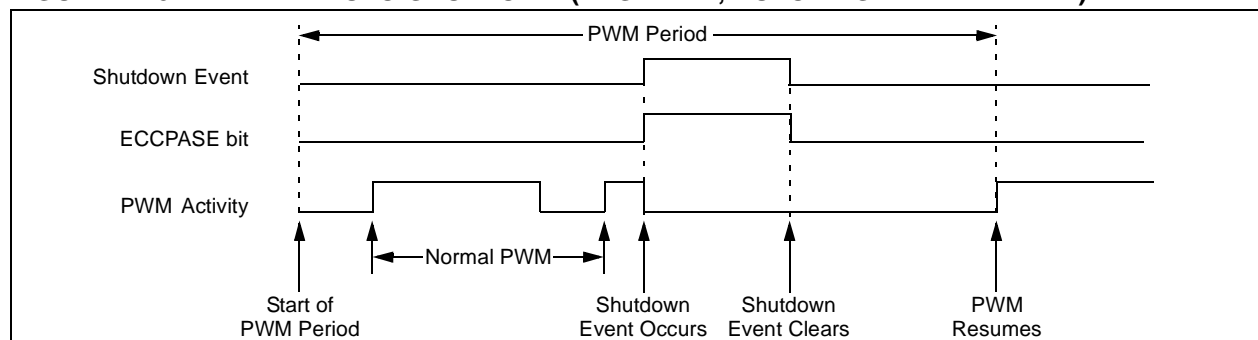 PWM Period
Shutdown Event
ECCPASE bit
PWM Activity
Normal PWM
Start of
PWM Period
Shutdown
Event Occurs
Shutdown
Event Clears
PWM
Resumes